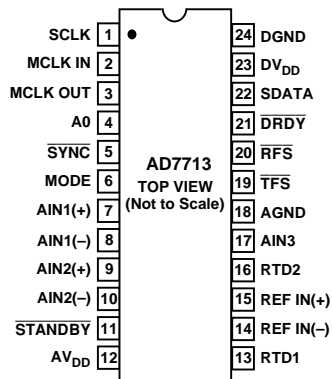 SCLK 1
MCLK IN 2
MCLK OUT 3
A0 4
SYNC 5
MODE 6
AIN1(+) 7
AIN1(–) 8
AIN2(+) 9
AIN2(–) 10
STANDBY 11
AVDD 12
AD7713
TOP VIEW
(Not to Scale)
24 DGND
23 DVDD
22 SDATA
21 DRDY
20 RFS
19 TFS
18 AGND
17 AIN3
16 RTD2
15 REF IN(+)
14 REF IN(–)
13 RTD1